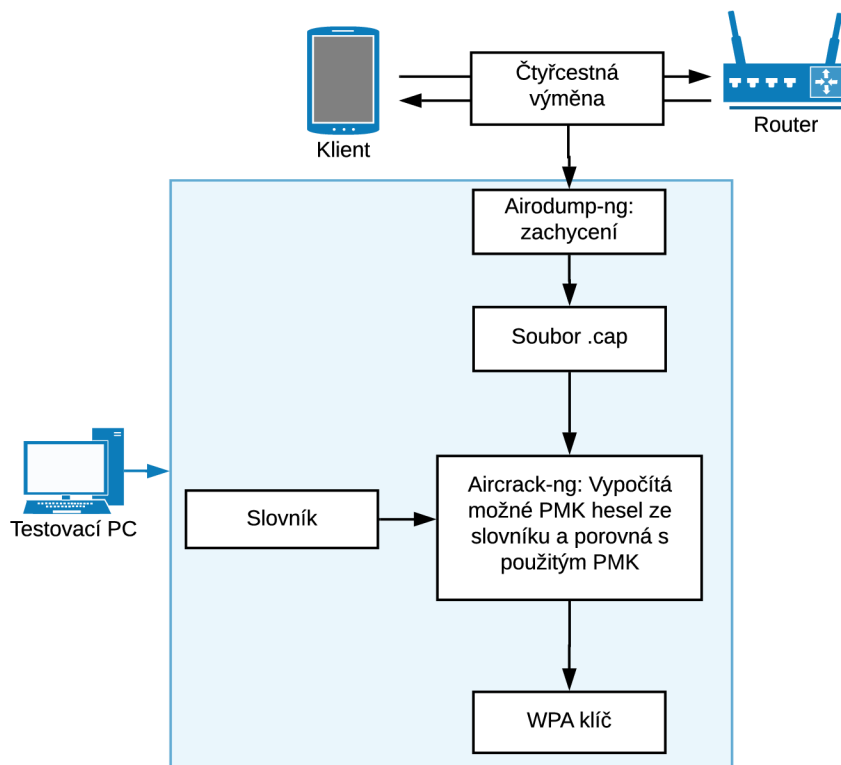 Čtyřcestná
výměna
Klient
Router
Airodump-ng:
zachycení
Soubor .cap
Testovací PC
Slovník
Aircrack-ng: Vypočítá
možné PMK hesel ze
slovníku a porovná s
použitým PMK
WPA klíč